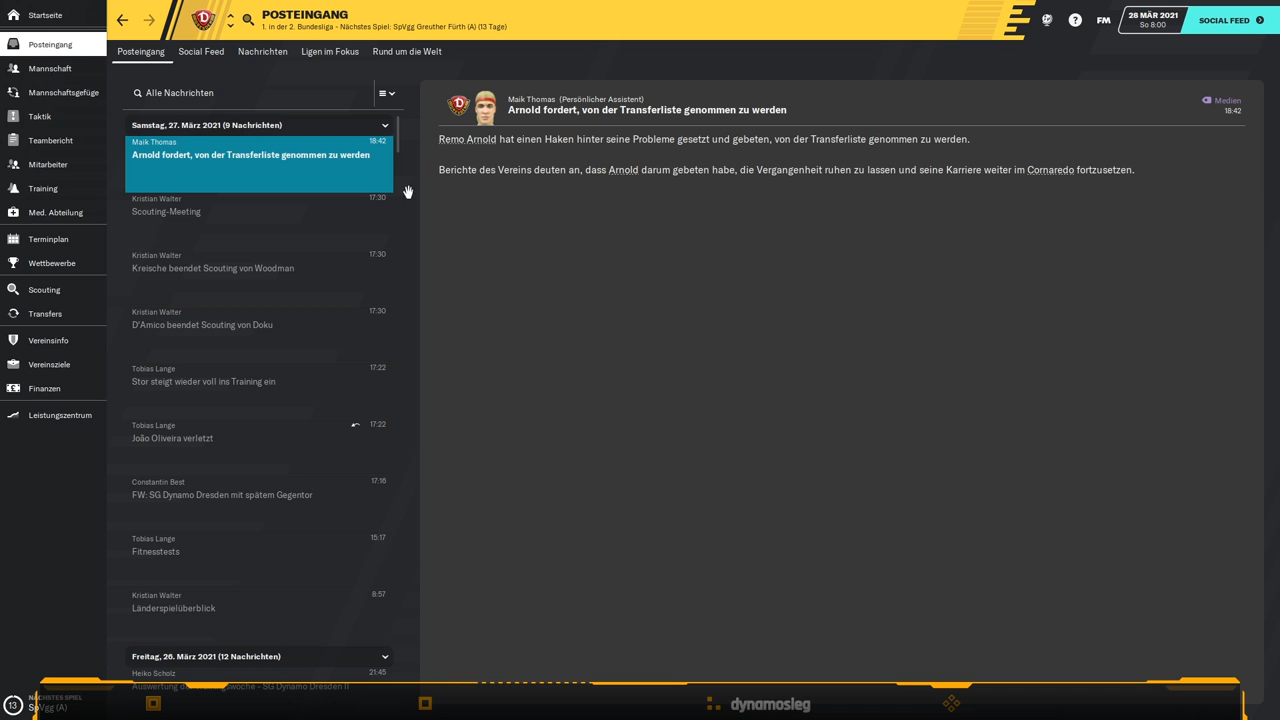 Startseite
Posteingang
Mannschaft
Mannschaftsgefüge
Taktik
Teambericht
Mitarbeiter
Training
Med. Abteilung
Terminplan
Wettbewerbe
Scouting
Transfers
Vereinsinfo
Vereinsziele
Finanzen
Leistungszentrum
NÄCHSTES SPIEL
13
SpVgg (A)
POSTEINGANG
1. in der 2. Bundesliga - Nächstes Spiel: SpVgg Greuther Fürth (A) (13 Tage)
FM
28 MÄR 2021
So 8:00
SOCIAL FEED
Posteingang Social Feed Nachrichten Ligen im Fokus Rund um die Welt
Alle Nachrichten
Samstag, 27. März 2021 (9 Nachrichten)
Maik Thomas 18:42
Arnold fordert, von der Transferliste genommen zu werden
Kristian Walter 17:30
Scouting-Meeting
Kristian Walter 17:30
Kreische beendet Scouting von Woodman
Kristian Walter 17:30
D'Amico beendet Scouting von Doku
Tobias Lange 17:22
Stor steigt wieder voll ins Training ein
Tobias Lange 17:22
João Oliveira verletzt
Constantin Best 17:16
FW: SG Dynamo Dresden mit spätem Gegentor
Tobias Lange 15:17
Fitnesstests
Kristian Walter 8:57
Länderspielüberblick
Freitag, 26. März 2021 (12 Nachrichten)
Heiko Scholz 21:45
Auswertung der Trainingswoche - SG Dynamo Dresden II
Maik Thomas (Persönlicher Assistent)
Arnold fordert, von der Transferliste genommen zu werden
Medien
18:42
Remo Arnold hat einen Haken hinter seine Probleme gesetzt und gebeten, von der Transferliste genommen zu werden.
Berichte des Vereins deuten an, dass Arnold darum gebeten habe, die Vergangenheit ruhen zu lassen und seine Karriere weiter im Cornaredo fortzusetzen.
dynamosieg